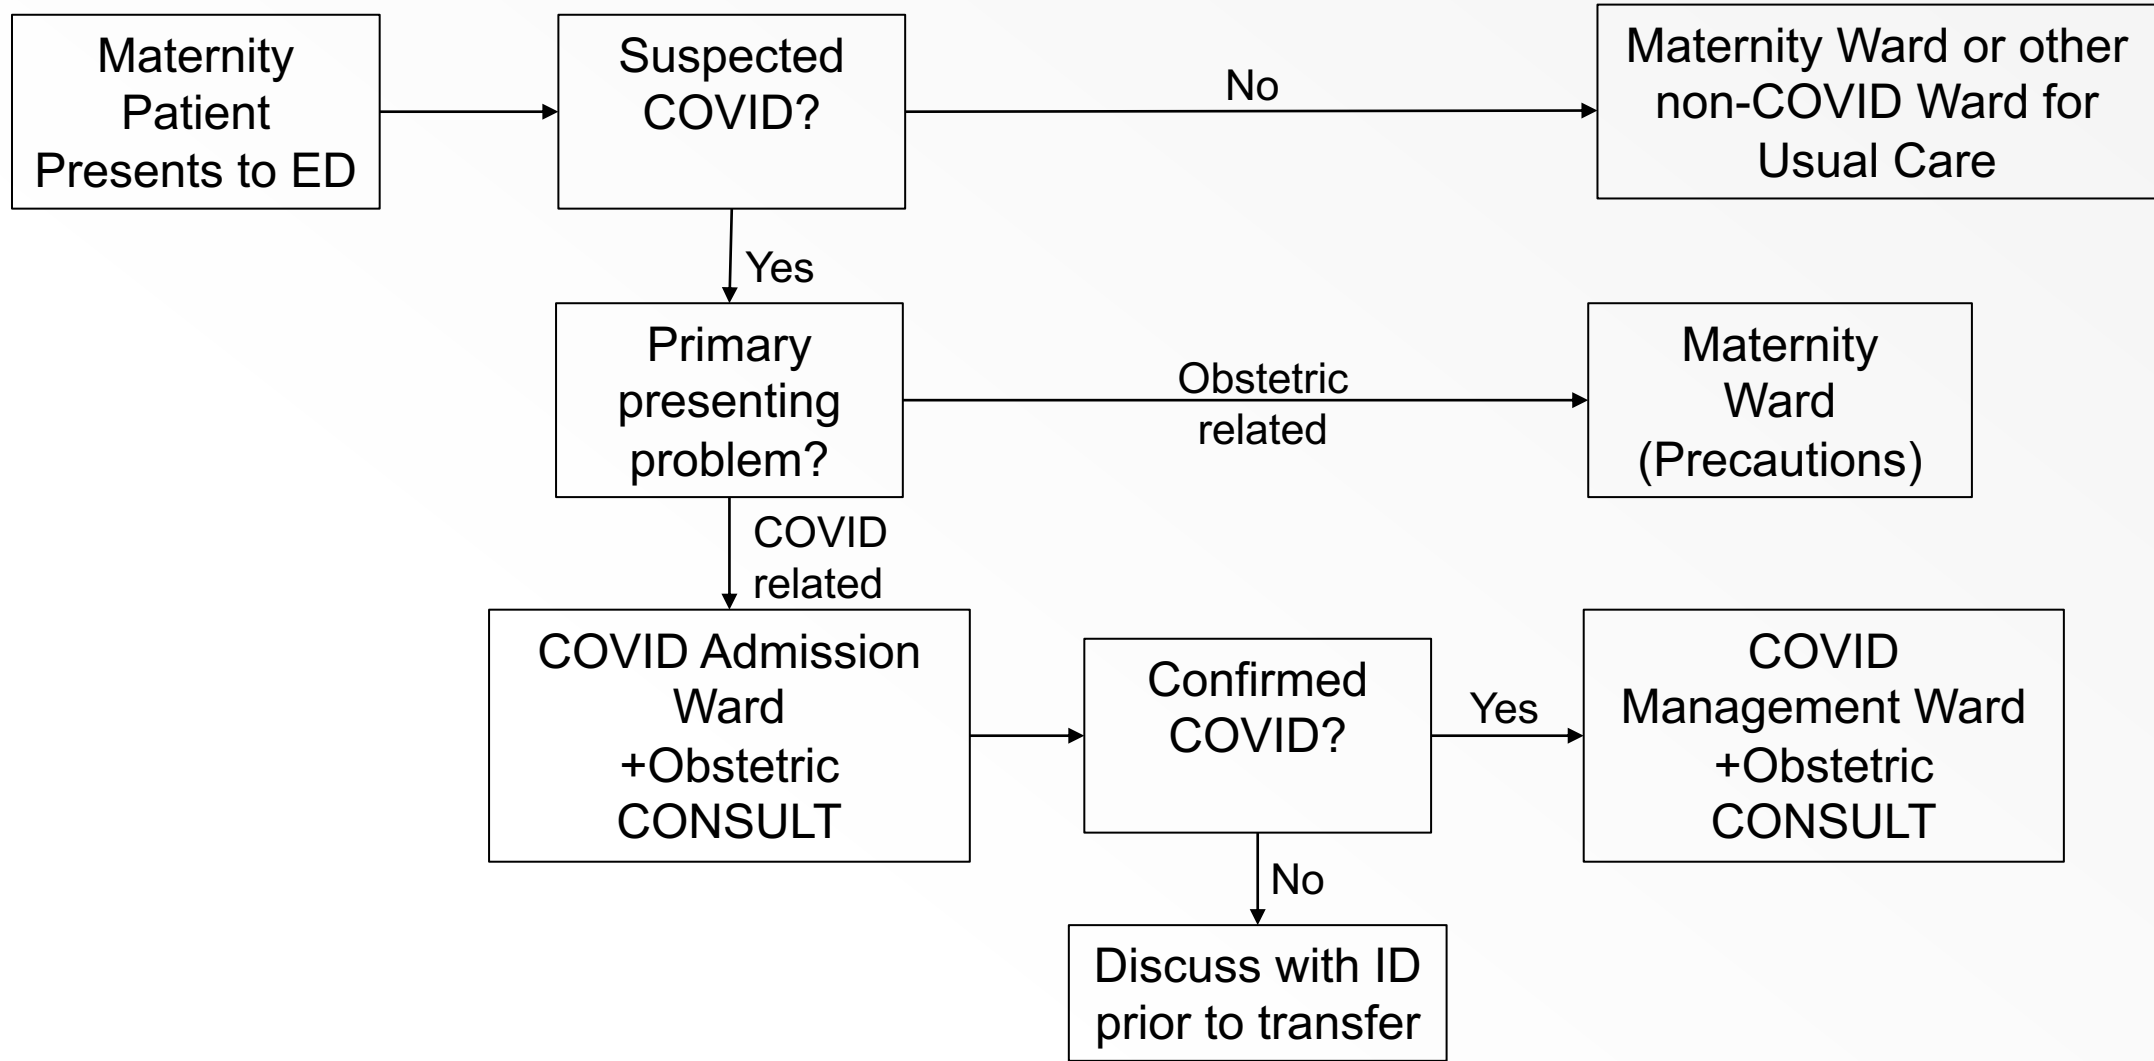 Maternity
Patient
Presents to ED
Suspected
COVID?
No
Maternity Ward or other
non-COVID Ward for
Usual Care
Yes
Primary
presenting
problem?
Obstetric
related
Maternity
Ward
(Precautions)
COVID
related
COVID Admission
Ward
+Obstetric
CONSULT
Confirmed
COVID?
Yes
COVID
Management Ward
+Obstetric
CONSULT
No
Discuss with ID
prior to transfer